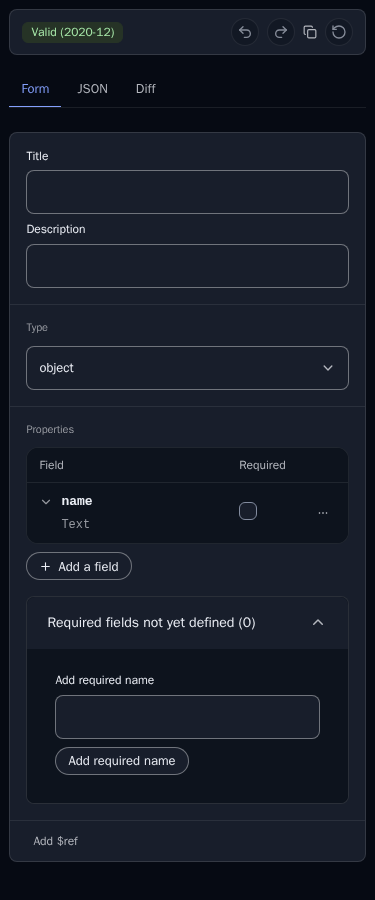 Valid (2020-12)
Form JSON Diff
Title
Description
Type
object
Properties
Field Required
name
Text
...
+ Add a field
Required fields not yet defined (0)
Add required name
Add required name
Add $ref